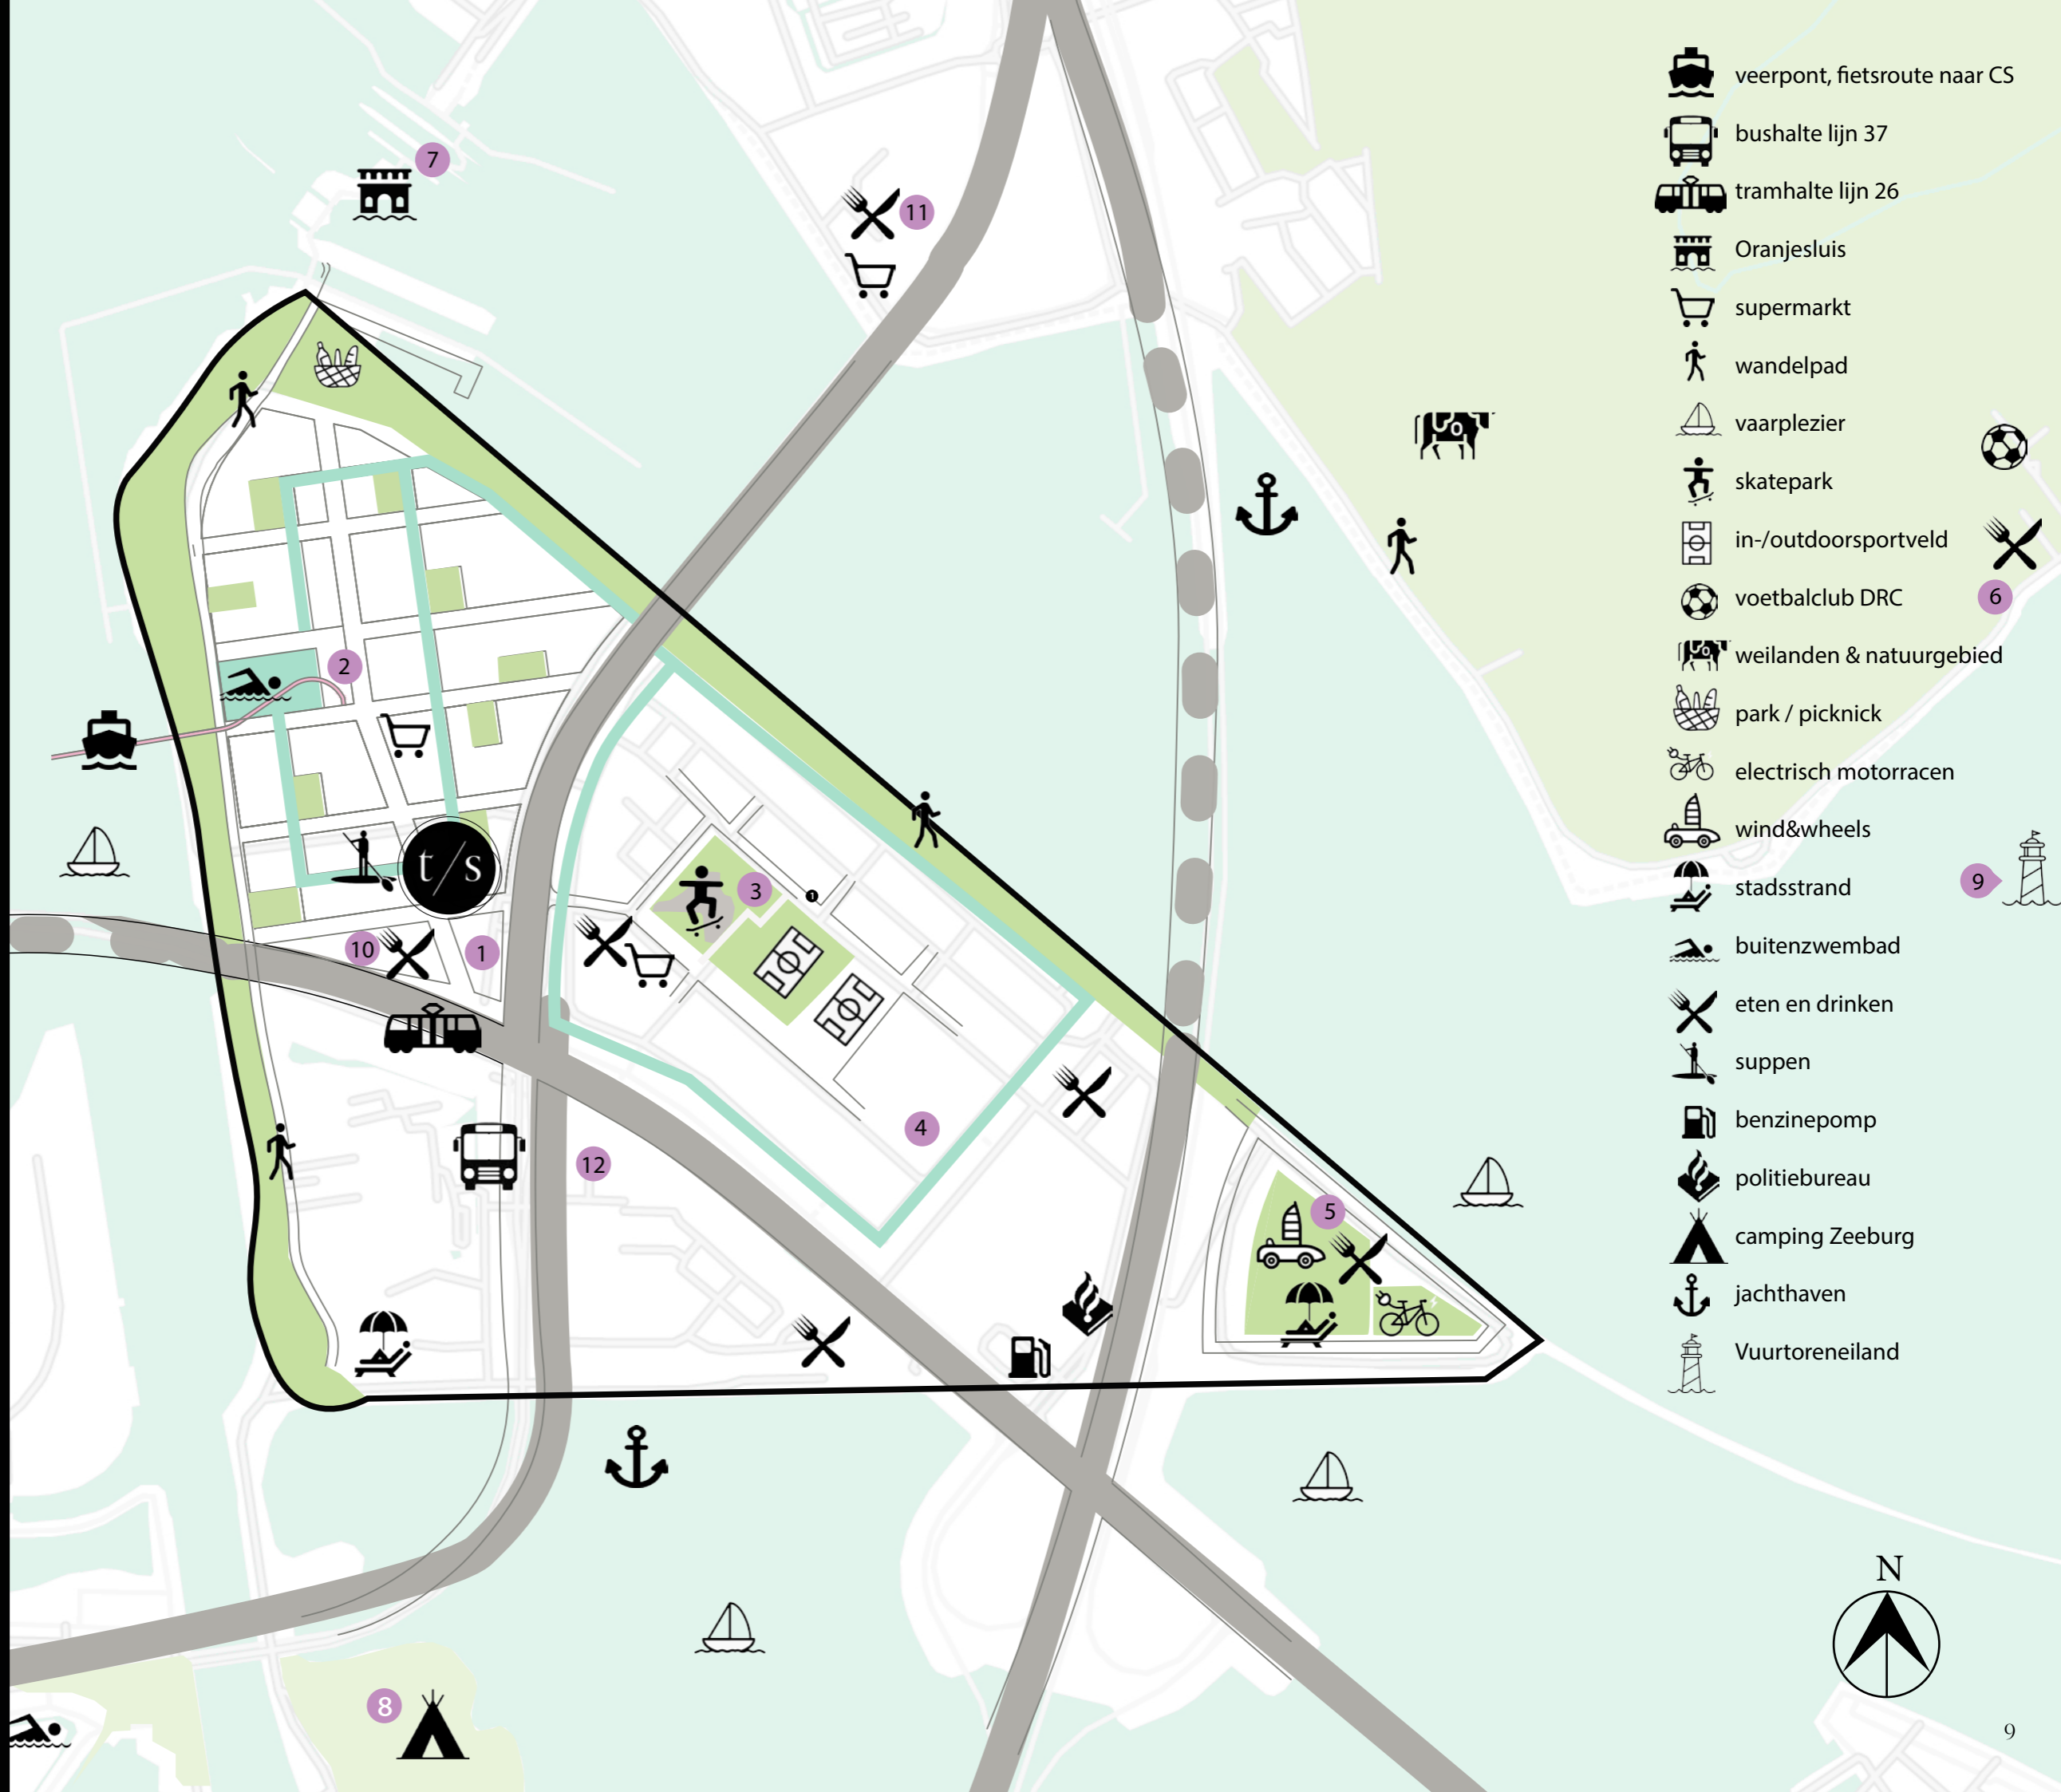 veerpont, fietsroute naar CS
bushalte lijn 37
tramhalte lijn 26
Oranjesluis
supermarkt
wandelpad
vaarplezier
skatepark
in-/outdoorsportveld
voetbalclub DRC
weilanden & natuurgebied
park / picknick
electrisch motorracen
wind&wheels
stadsstrand
buitenzwembad
eten en drinken
suppen
benzinepomp
politiebureau
camping Zeeburg
jachthaven
Vuurtoreneiland
7
11
6
2
9
3
1
t/s
10
1
4
12
5
8
N
9